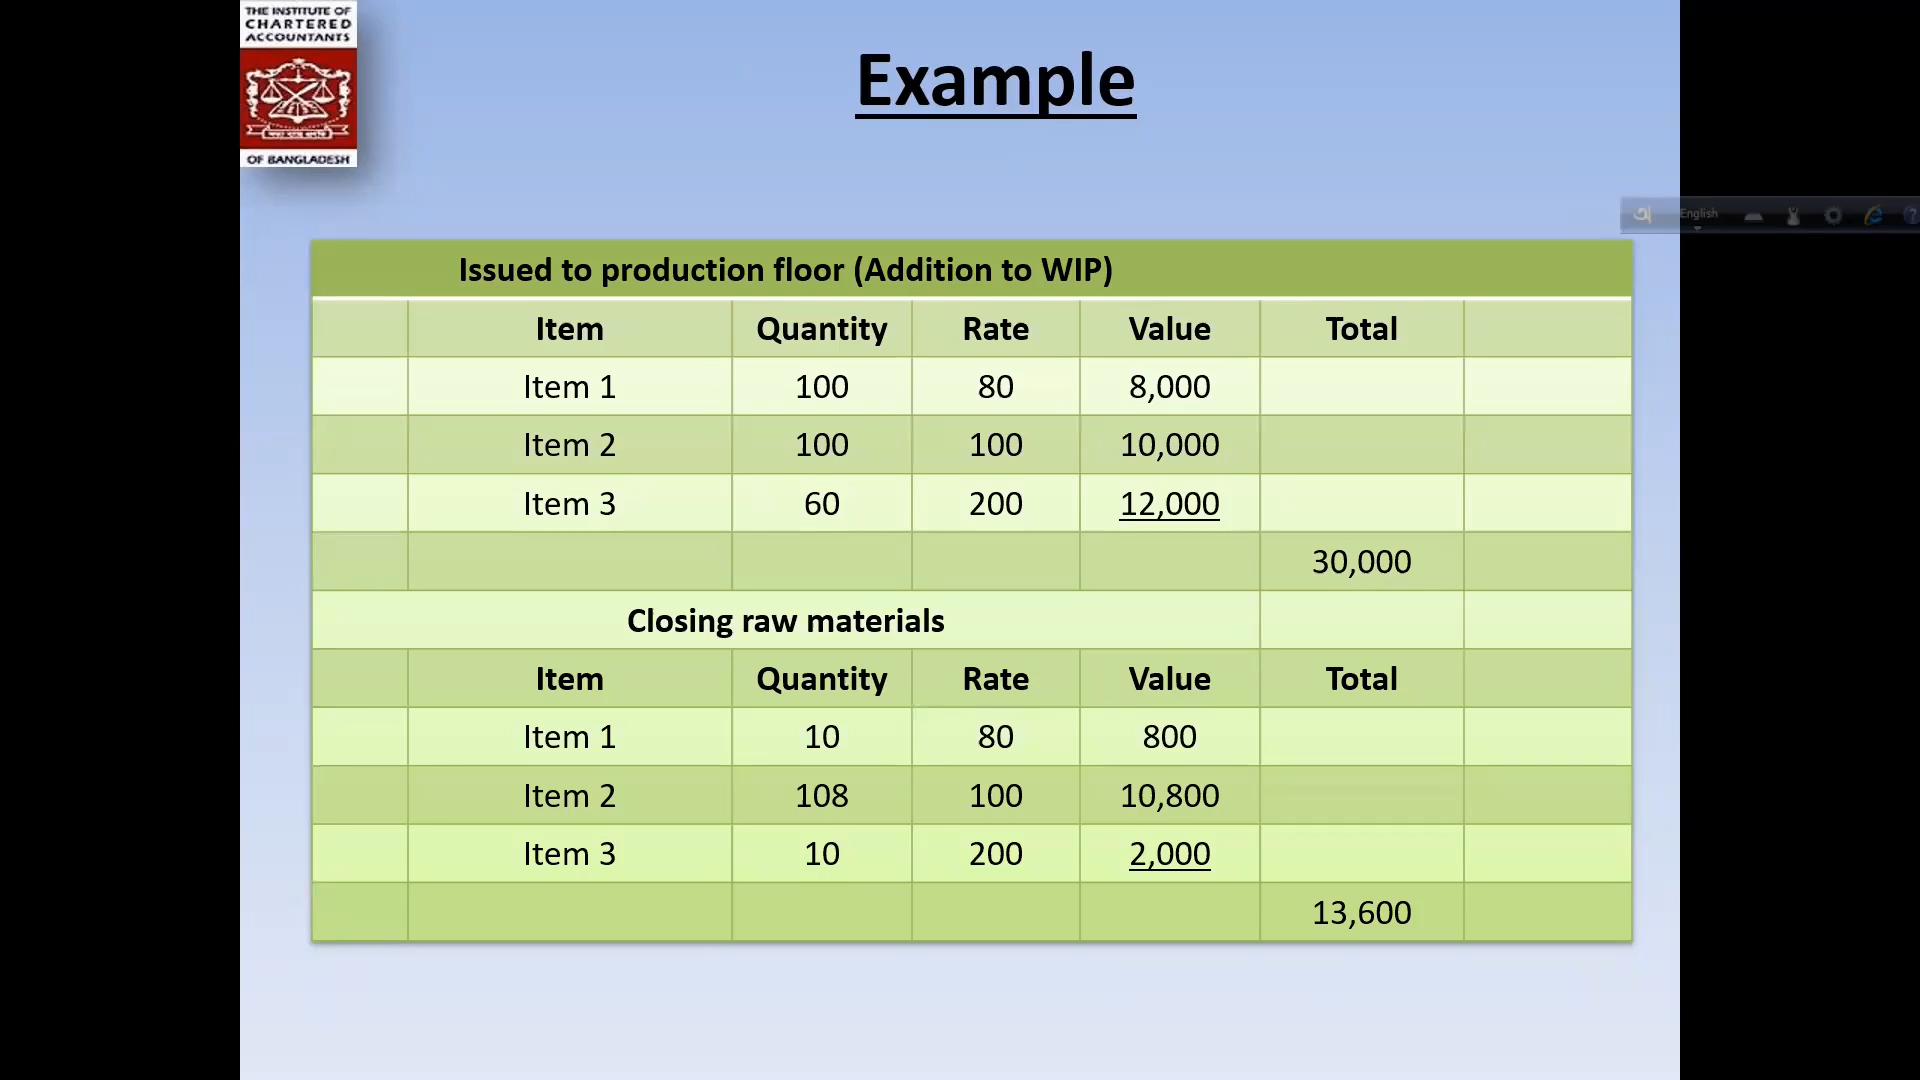 THE INSTITUTE OF
CHARTERED
ACCOUNTANTS
OF BANGLADESH
Example
English
Issued to production floor (Addition to WIP)
Item Quantity Rate Value Total
Item 1 100 80 8,000
Item 2 100 100 10,000
Item 3 60 200 12,000
30,000
Closing raw materials
Item Quantity Rate Value Total
Item 1 10 80 800
Item 2 108 100 10,800
Item 3 10 200 2,000
13,600